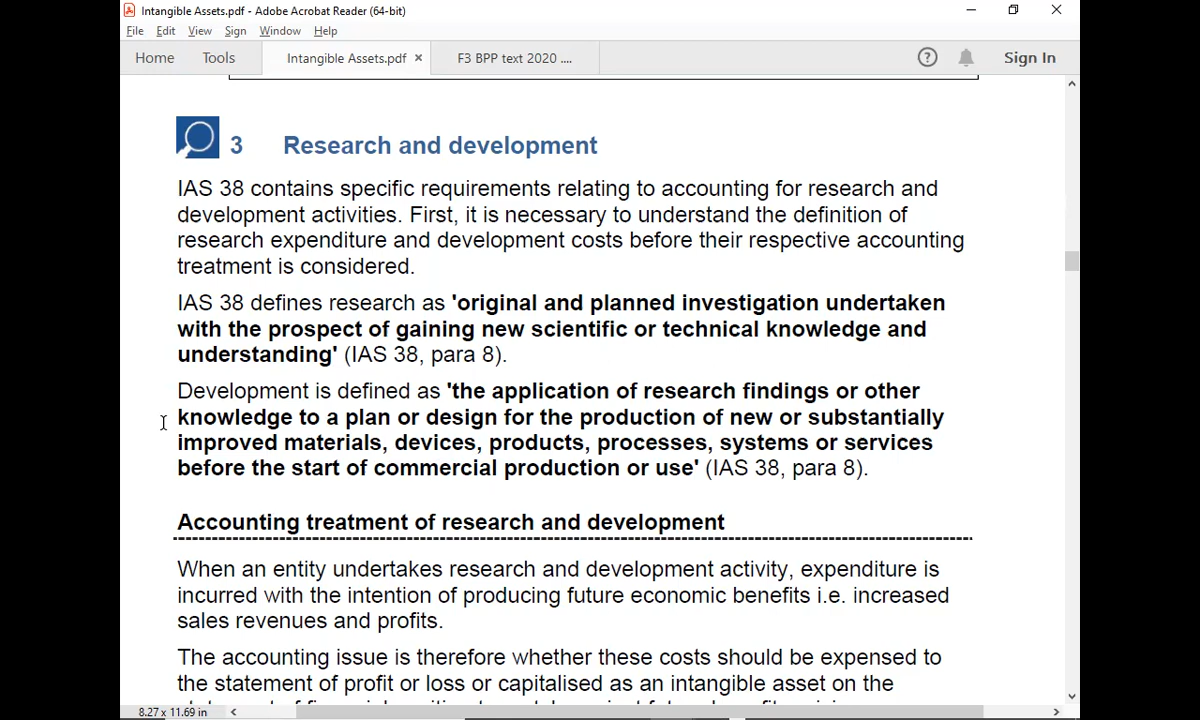 Intangible Assets.pdf - Adobe Acrobat Reader (64-bit)
File Edit View Sign Window Help
Home Tools Intangible Assets.pdf × F3 BPP text 2020 .... ? Sign In
3 Research and development
IAS 38 contains specific requirements relating to accounting for research and
development activities. First, it is necessary to understand the definition of
research expenditure and development costs before their respective accounting
treatment is considered.
IAS 38 defines research as 'original and planned investigation undertaken
with the prospect of gaining new scientific or technical knowledge and
understanding' (IAS 38, para 8).
Development is defined as 'the application of research findings or other
knowledge to a plan or design for the production of new or substantially
improved materials, devices, products, processes, systems or services
before the start of commercial production or use' (IAS 38, para 8).
Accounting treatment of research and development
When an entity undertakes research and development activity, expenditure is
incurred with the intention of producing future economic benefits i.e. increased
sales revenues and profits.
The accounting issue is therefore whether these costs should be expensed to
the statement of profit or loss or capitalised as an intangible asset on the
8.27 x 11.69 in